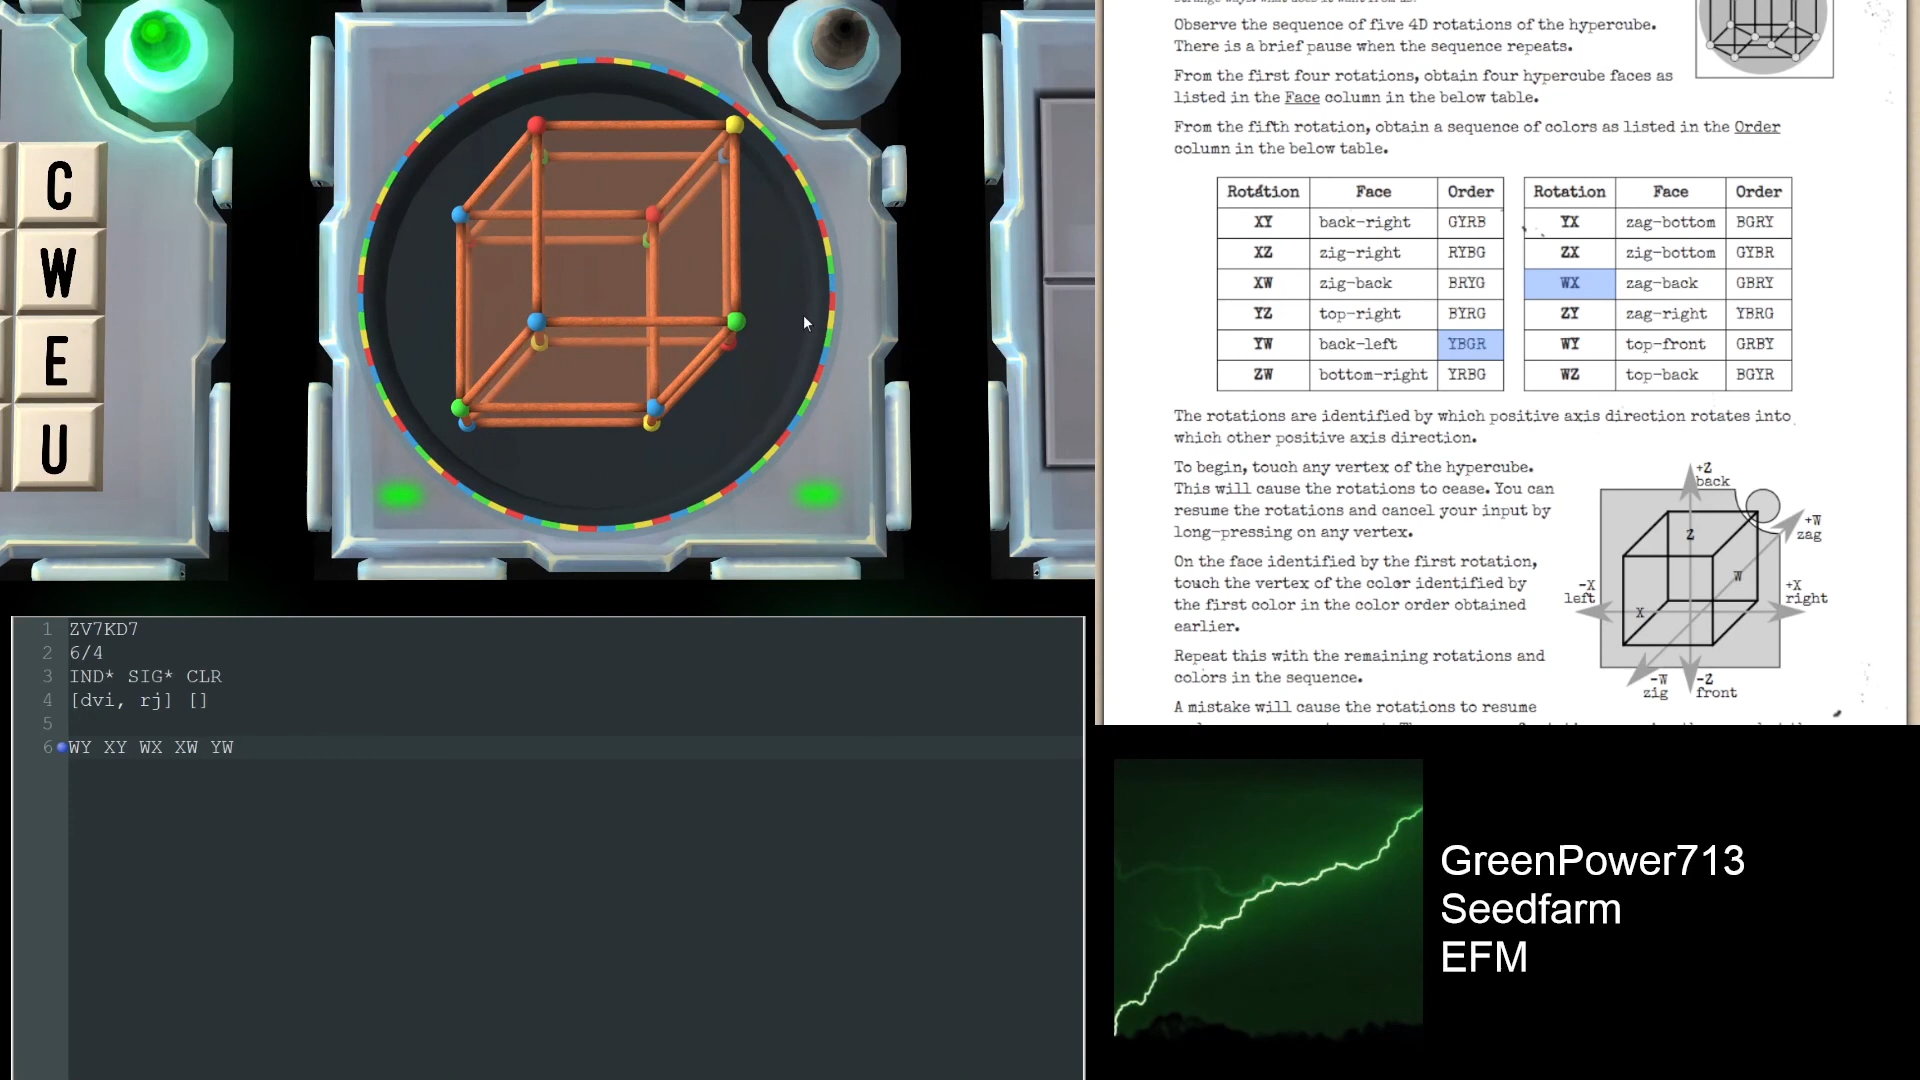 C
W
E
U
1 ZV7KD7
2 6/4
3 IND* SIG* CLR
4 [dvi, rj] []
5
6 WY XY WX XW YW
Observe the sequence of five 4D rotations of the hypercube.
There is a brief pause when the sequence repeats.
From the first four rotations, obtain four hypercube faces as
listed in the Face column in the below table.
From the fifth rotation, obtain a sequence of colors as listed in the Order
column in the below table.
Rotation Face Order Rotation Face Order
XY back-right GYRB YX zag-bottom BGRY
XZ zig-right RYBG ZX zig-bottom GYBR
XW zig-back BRYG WX zag-back GBRY
YZ top-right BYRG ZY zag-right YBRG
YW back-left YBGR WY top-front GRBY
ZW bottom-right YRBG WZ top-back BGYR
The rotations are identified by which positive axis direction rotates into
which other positive axis direction.
To begin, touch any vertex of the hypercube.
This will cause the rotations to cease. You can
resume the rotations and cancel your input by
long-pressing on any vertex.
On the face identified by the first rotation,
touch the vertex of the color identified by
the first color in the color order obtained
earlier.
Repeat this with the remaining rotations and
colors in the sequence.
A mistake will cause the rotations to resume
+Z
back
+W
zag
Z
W
-X
left
X
+X
right
-W
zig
-Z
front
GreenPower713
Seedfarm
EFM